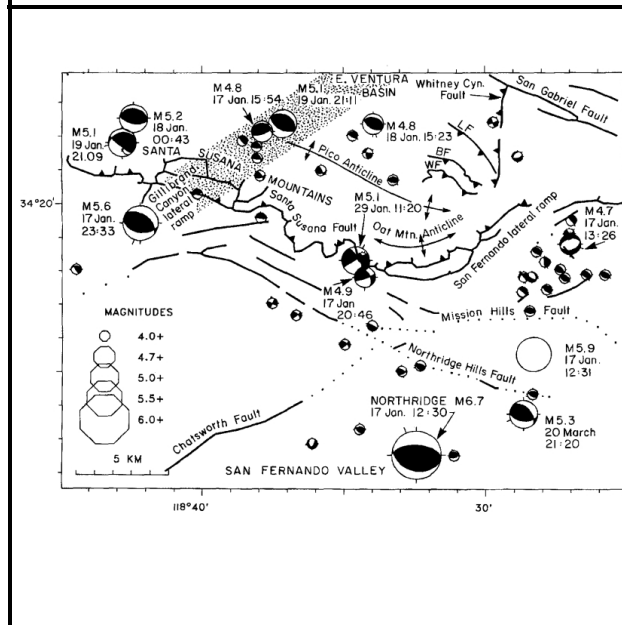 E. VENTURA
BASIN
M4.8
17 Jan. 15:54
M5.1
19 Jan. 21:11
Whitney Cyn.
Fault
San Gabriel Fault
M5.2
18 Jan.
00:43
M5.1
19 Jan.
21.09
SANTA
SUSANA
MOUNTAINS
M4.8
18 Jan. 15:23
LF
BF
WF
Pico Anticline
34°20'
Gillibrand
Canyon
lateral
ramp
M5.6
17 Jan.
23:33
Santa
Susana Fault
M5.1
29 Jan. 11:20
Oat Mtn. Anticline
San Fernando lateral ramp
M4.7
17 Jan.
13:26
M4.9
17 Jan
20:46
MAGNITUDES
4.0+
4.7+
5.0+
5.5+
6.0+
5 KM
Mission Hills Fault
Northridge Hills Fault
M5.9
17 Jan.
12:31
NORTHRIDGE M6.7
17 Jan. 12:30
M5.3
20 March
21:20
Chatsworth Fault
SAN FERNANDO VALLEY
118°40'
30'